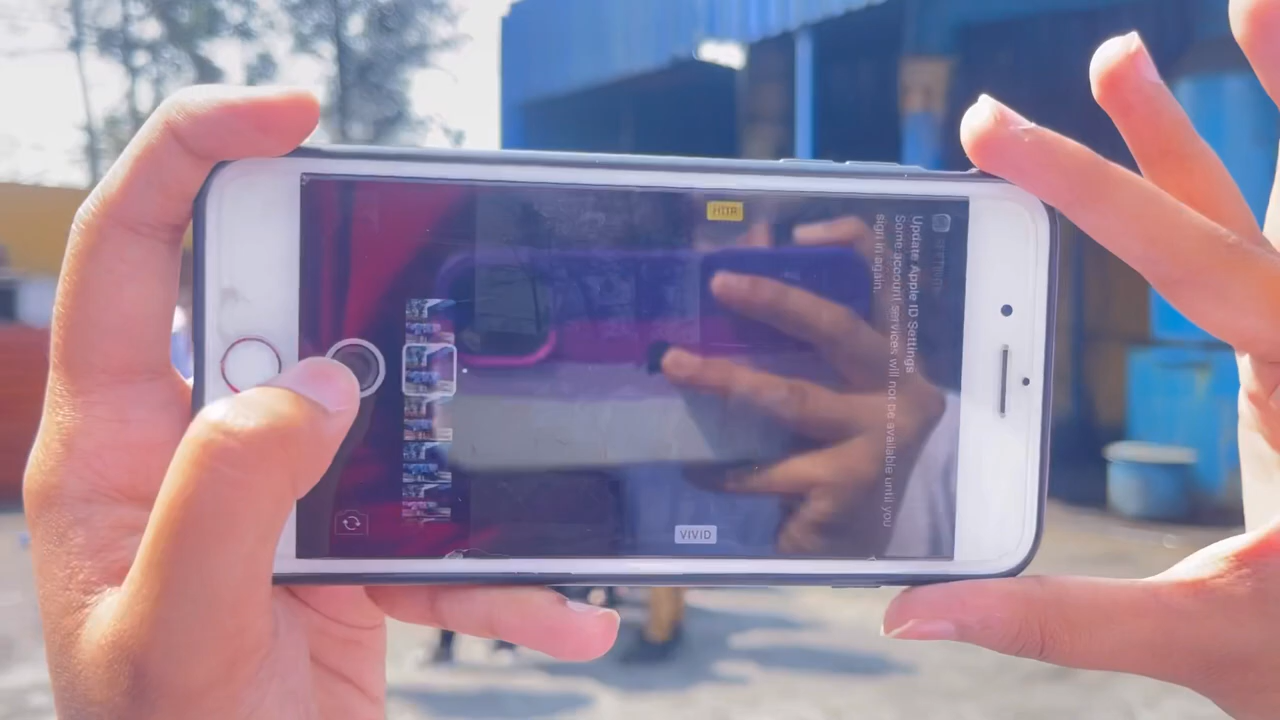 HDR
Update Apple ID Settings
Some account services will not be available until you
sign in again.
VIVID